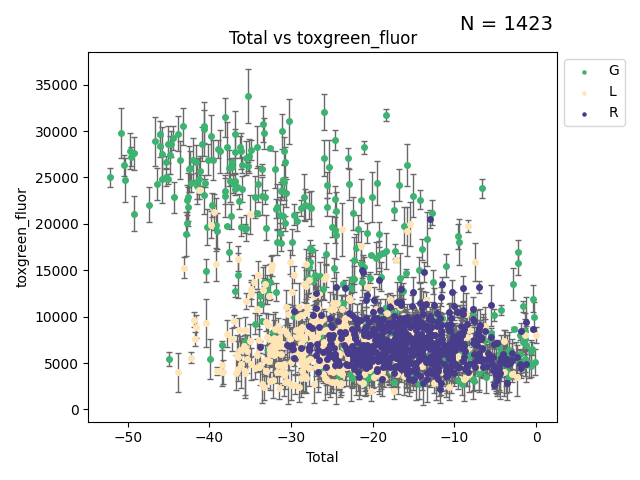 N = 1423
Total vs toxgreen_fluor
G
L
R
toxgreen_fluor
35000
30000
25000
20000
15000
10000
5000
0
−50
−40
−30
−20
−10
0
Total